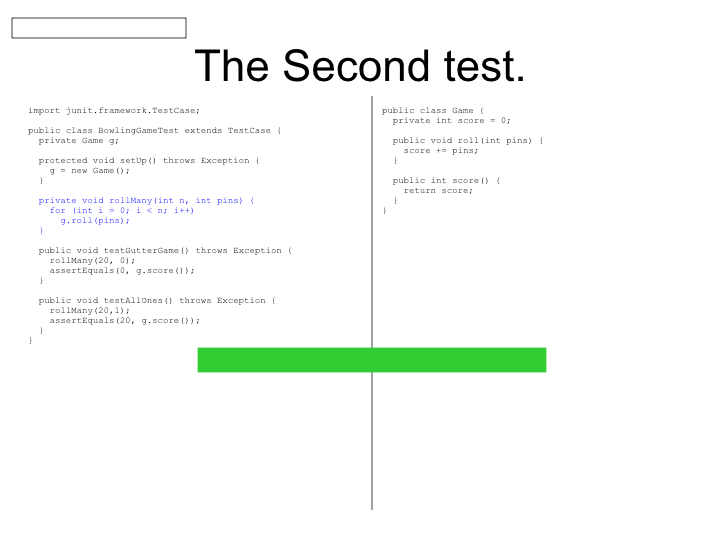 The Second test.
import junit.framework.TestCase;
public class BowlingGameTest extends TestCase {
private Game g;
protected void setUp() throws Exception {
g = new Game();
}
private void rollMany(int n, int pins) {
for (int i = 0; i < n; i++)
g.roll(pins);
}
public void testGutterGame() throws Exception {
rollMany(20, 0);
assertEquals(0, g.score());
}
public void testAllOnes() throws Exception {
rollMany(20,1);
assertEquals(20, g.score());
}
}
public class Game {
private int score = 0;
public void roll(int pins) {
score += pins;
}
public int score() {
return score;
}
}